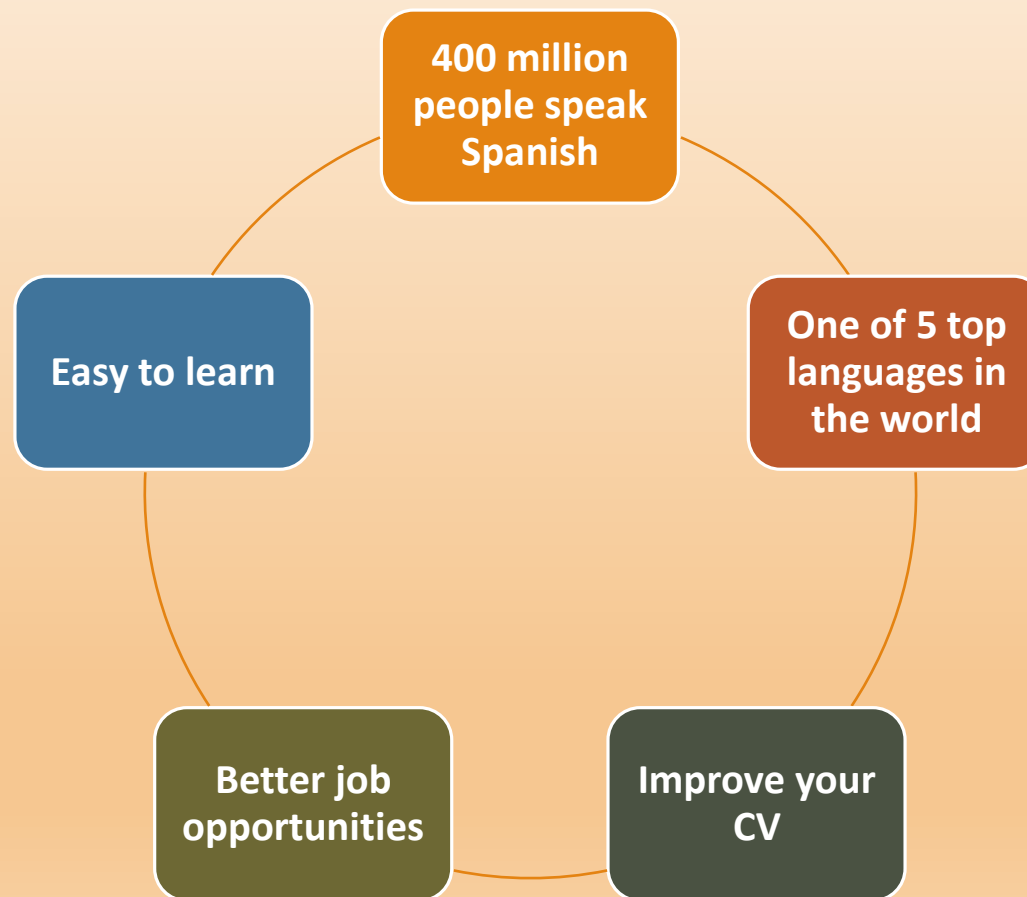 400 million
people speak
Spanish
One of 5 top
languages in
the world
Improve your
CV
Better job
opportunities
Easy to learn